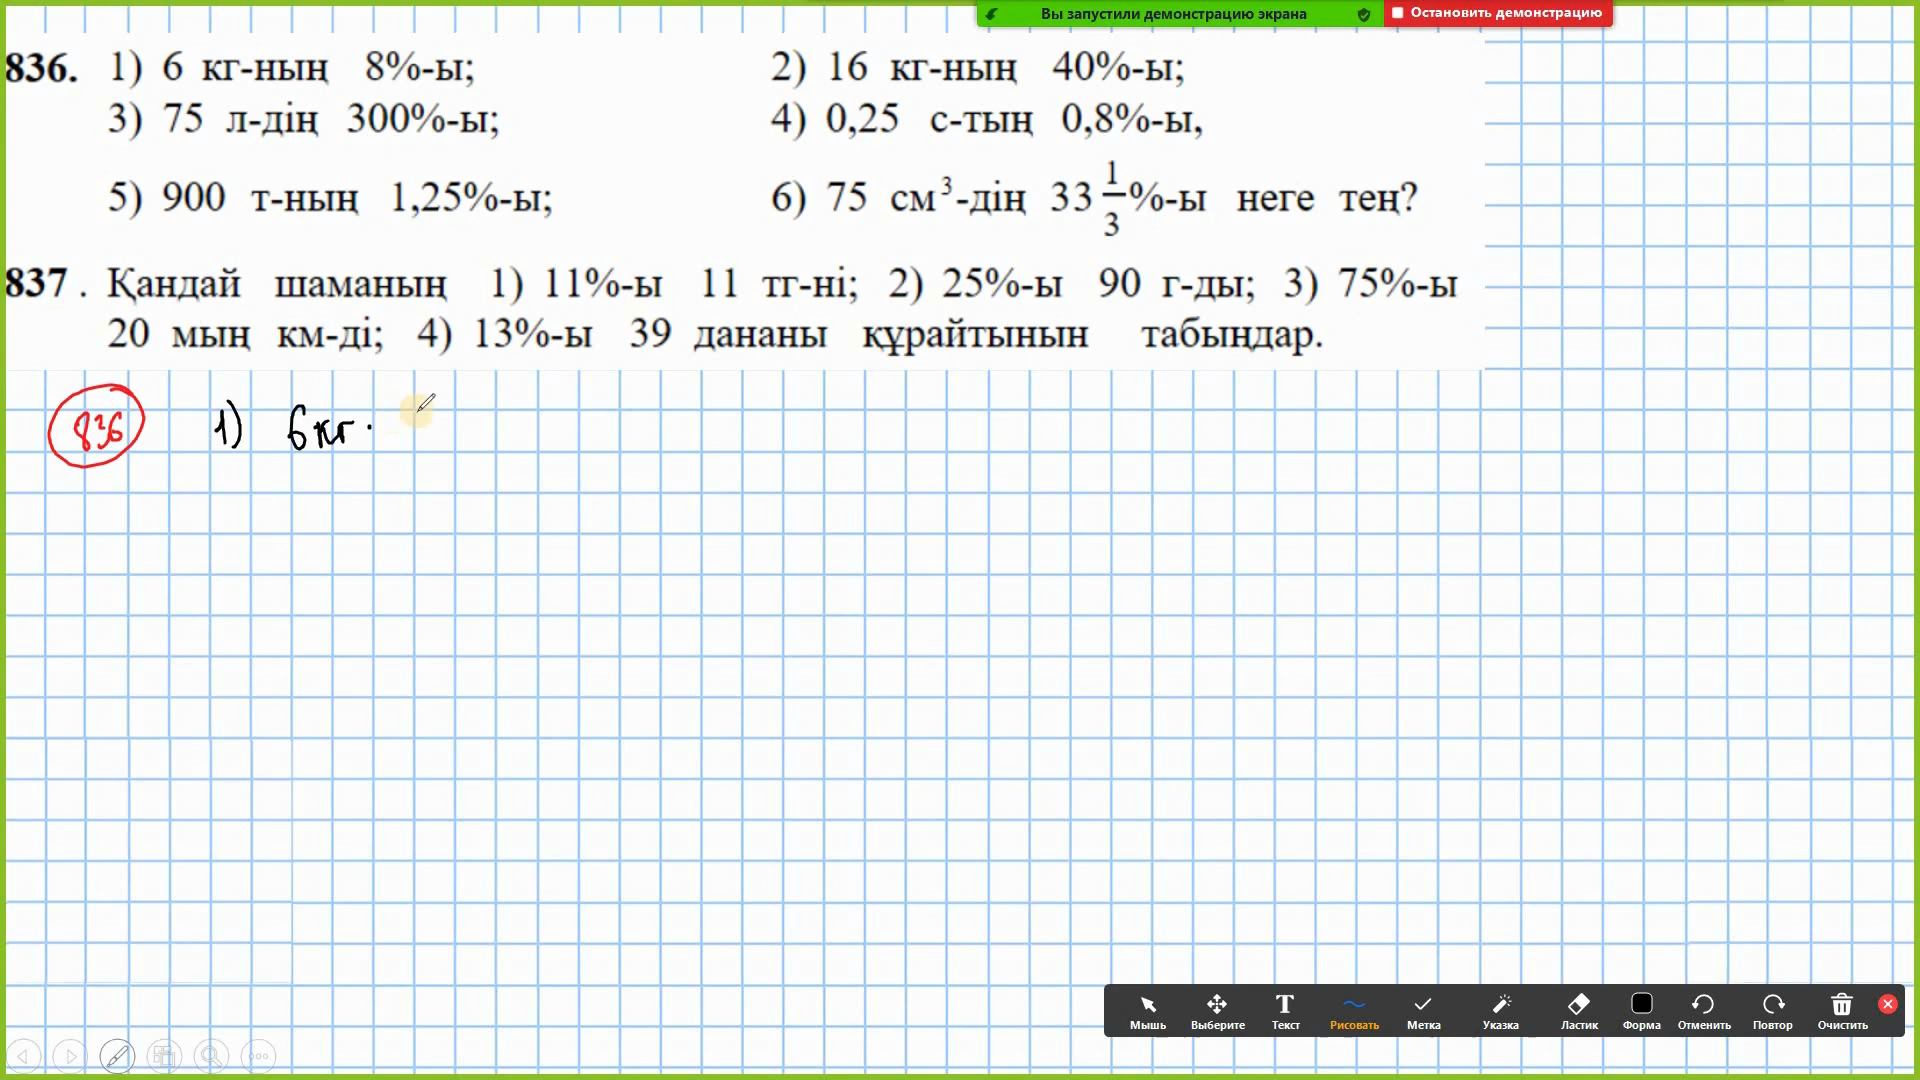 Вы запустили демонстрацию экрана
Остановить демонстрацию
836. 1) 6 кг-ның 8%-ы; 2) 16 кг-ның 40%-ы;
3) 75 л-дің 300%-ы; 4) 0,25 с-тың 0,8%-ы,
5) 900 т-ның 1,25%-ы; 6) 75 см³-дің 33 1/3 %-ы неге тең?
837 . Қандай шаманың 1) 11%-ы 11 тг-ні; 2) 25%-ы 90 г-ды; 3) 75%-ы
20 мың км-ді; 4) 13%-ы 39 дананы құрайтынын табыңдар.
836 1) 6кг ·
Мышь Выберите Текст Рисовать Метка Указка Ластик Форма Отменить Повтор Очистить